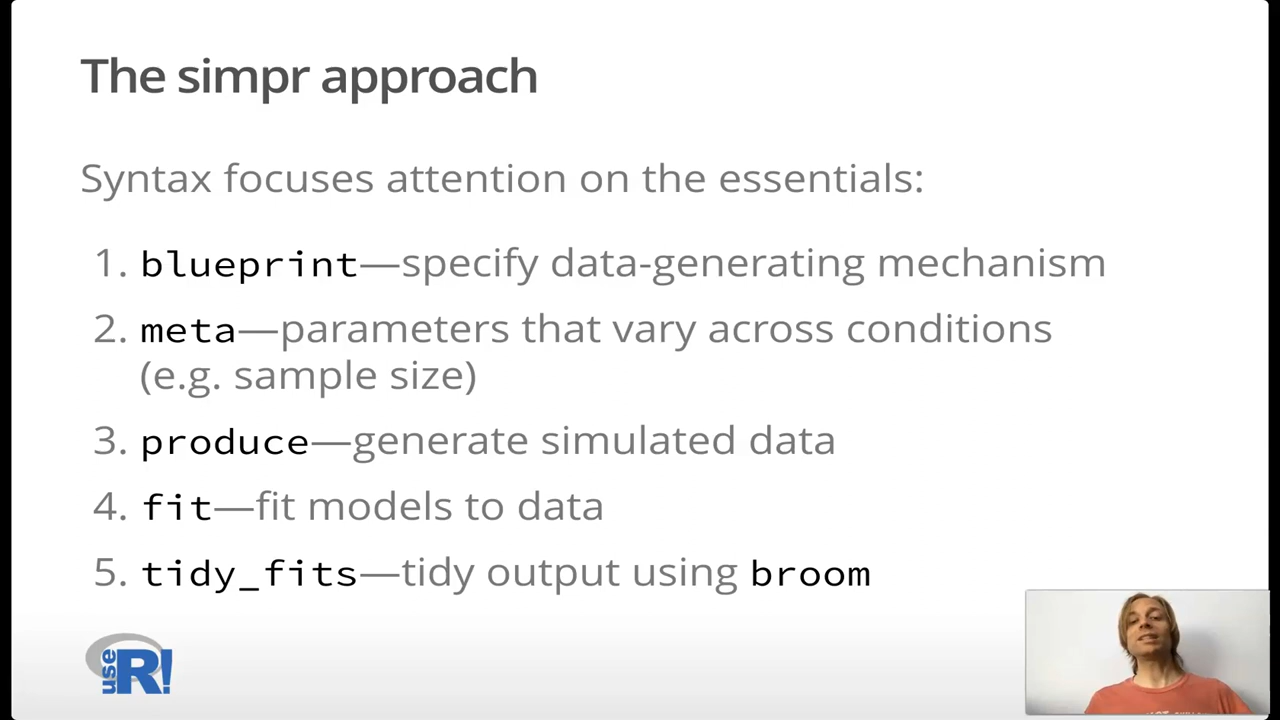 The simpr approach
Syntax focuses attention on the essentials:
1. blueprint—specify data-generating mechanism
2. meta—parameters that vary across conditions
(e.g. sample size)
3. produce—generate simulated data
4. fit—fit models to data
5. tidy_fits—tidy output using broom
use R!